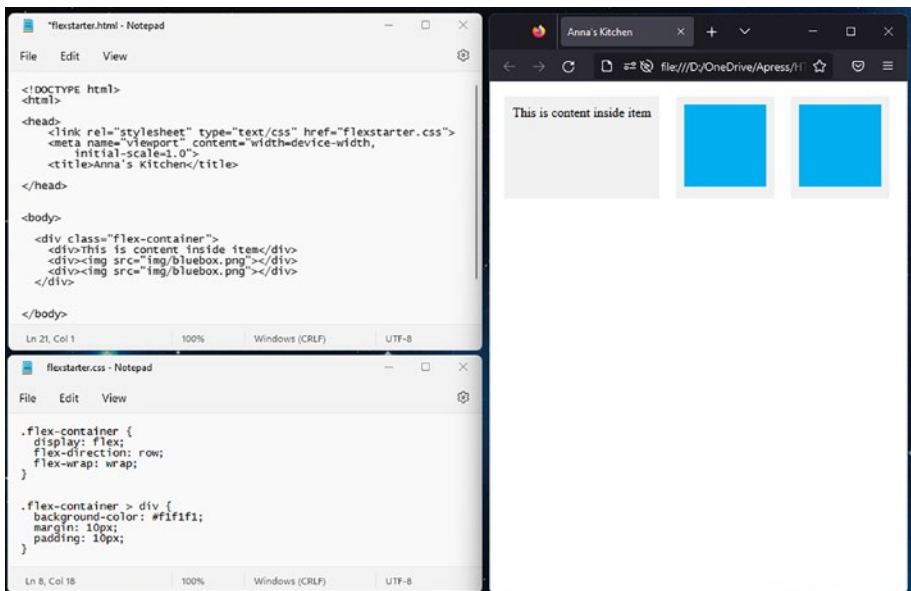 *flexstarter.html - Notepad
File Edit View
<!DOCTYPE html>
<html>
<head>
<link rel="stylesheet" type="text/css" href="flexstarter.css">
<meta name="viewport" content="width=device-width,
initial-scale=1.0">
<title>Anna's Kitchen</title>
</head>
<body>
<div class="flex-container">
<div>This is content inside item</div>
<div><img src="img/bluebox.png"></div>
<div><img src="img/bluebox.png"></div>
</div>
</body>
Ln 21, Col 1 100% Windows (CRLF) UTF-8
flexstarter.css - Notepad
File Edit View
.flex-container {
display: flex;
flex-direction: row;
flex-wrap: wrap;
}
.flex-container > div {
background-color: #f1f1f1;
margin: 10px;
padding: 10px;
}
Ln 8, Col 18 100% Windows (CRLF) UTF-8
Anna's Kitchen
file:///D:/OneDrive/Apress/HT
This is content inside item